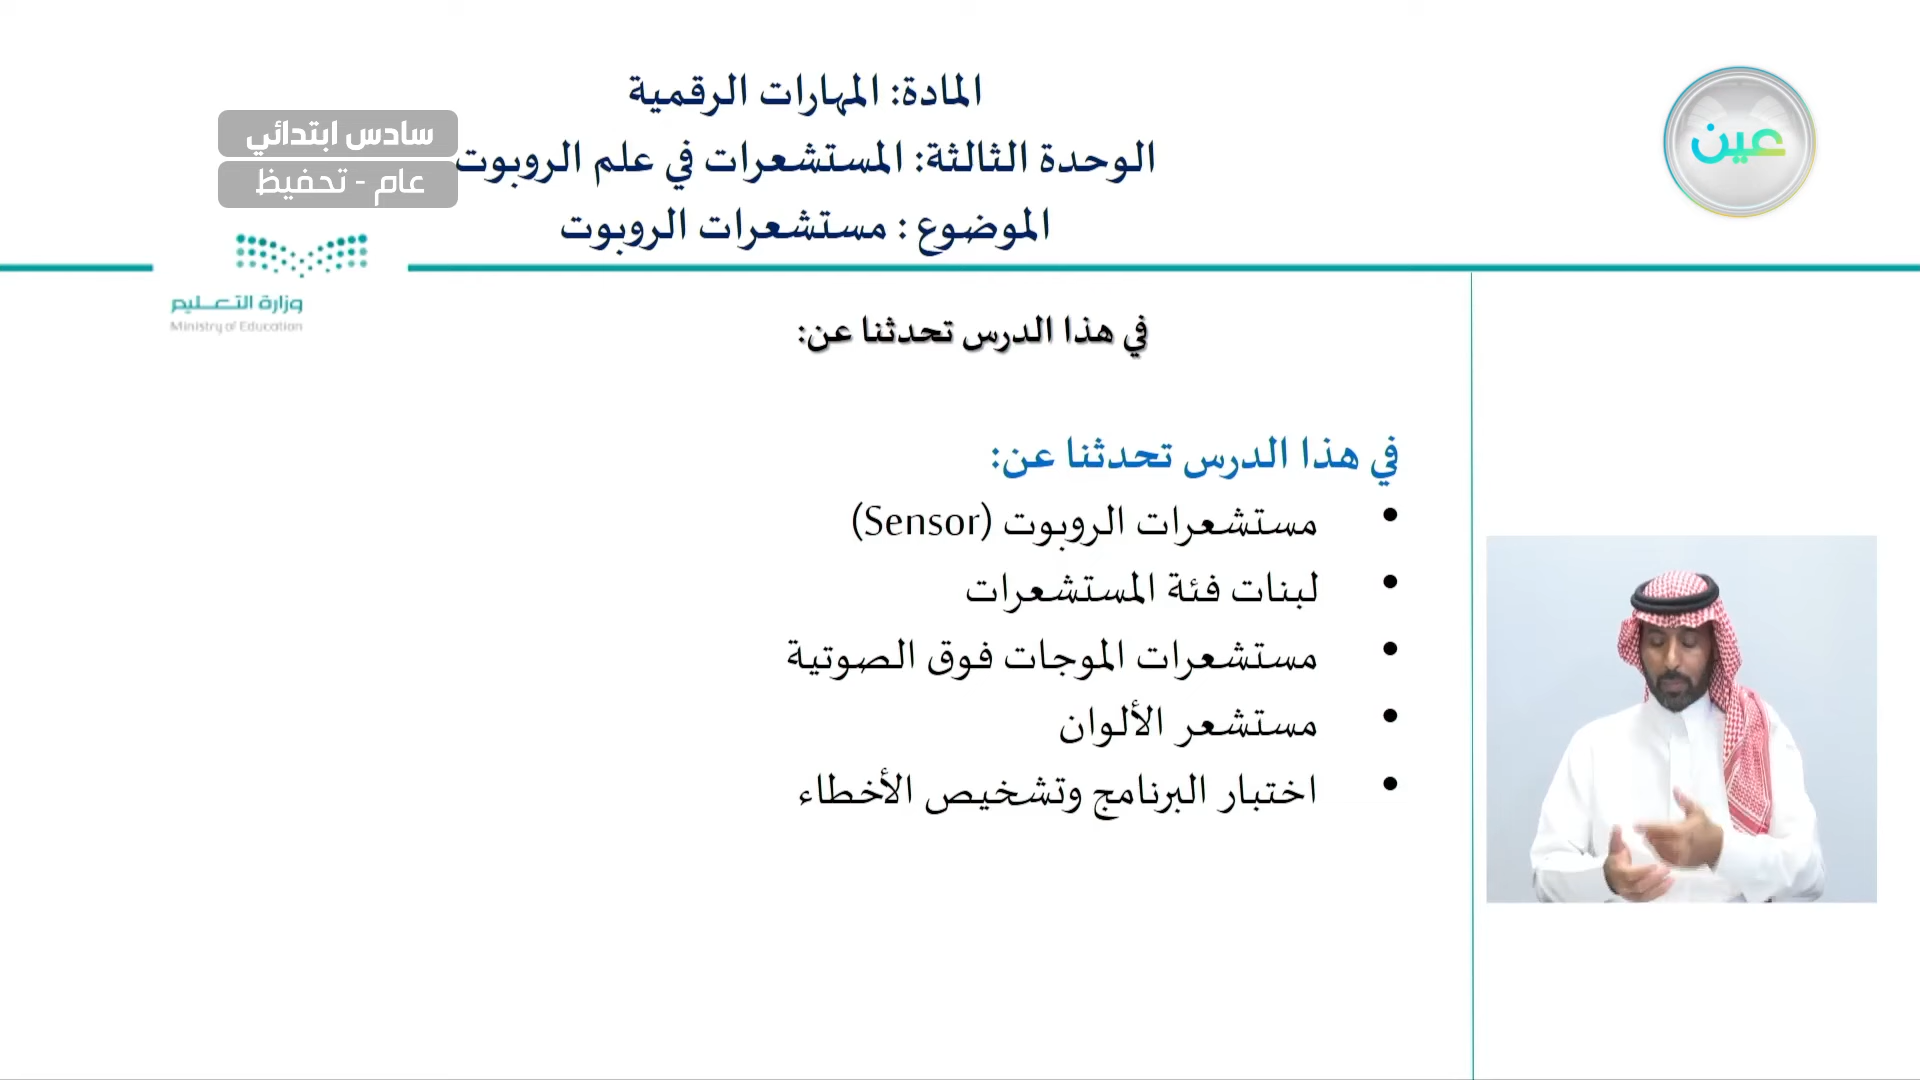 المادة: المهارات الرقمية
الوحدة الثالثة: المستشعرات في علم الروبوت
الموضوع : مستشعرات الروبوت
عين
سادس ابتدائي
عام - تحفيظ
وزارة التعليم
Ministry of Education
في هذا الدرس تحدثنا عن:
في هذا الدرس تحدثنا عن:
• مستشعرات الروبوت (Sensor)
• لبنات فئة المستشعرات
• مستشعرات الموجات فوق الصوتية
• مستشعر الألوان
• اختبار البرنامج وتشخيص الأخطاء